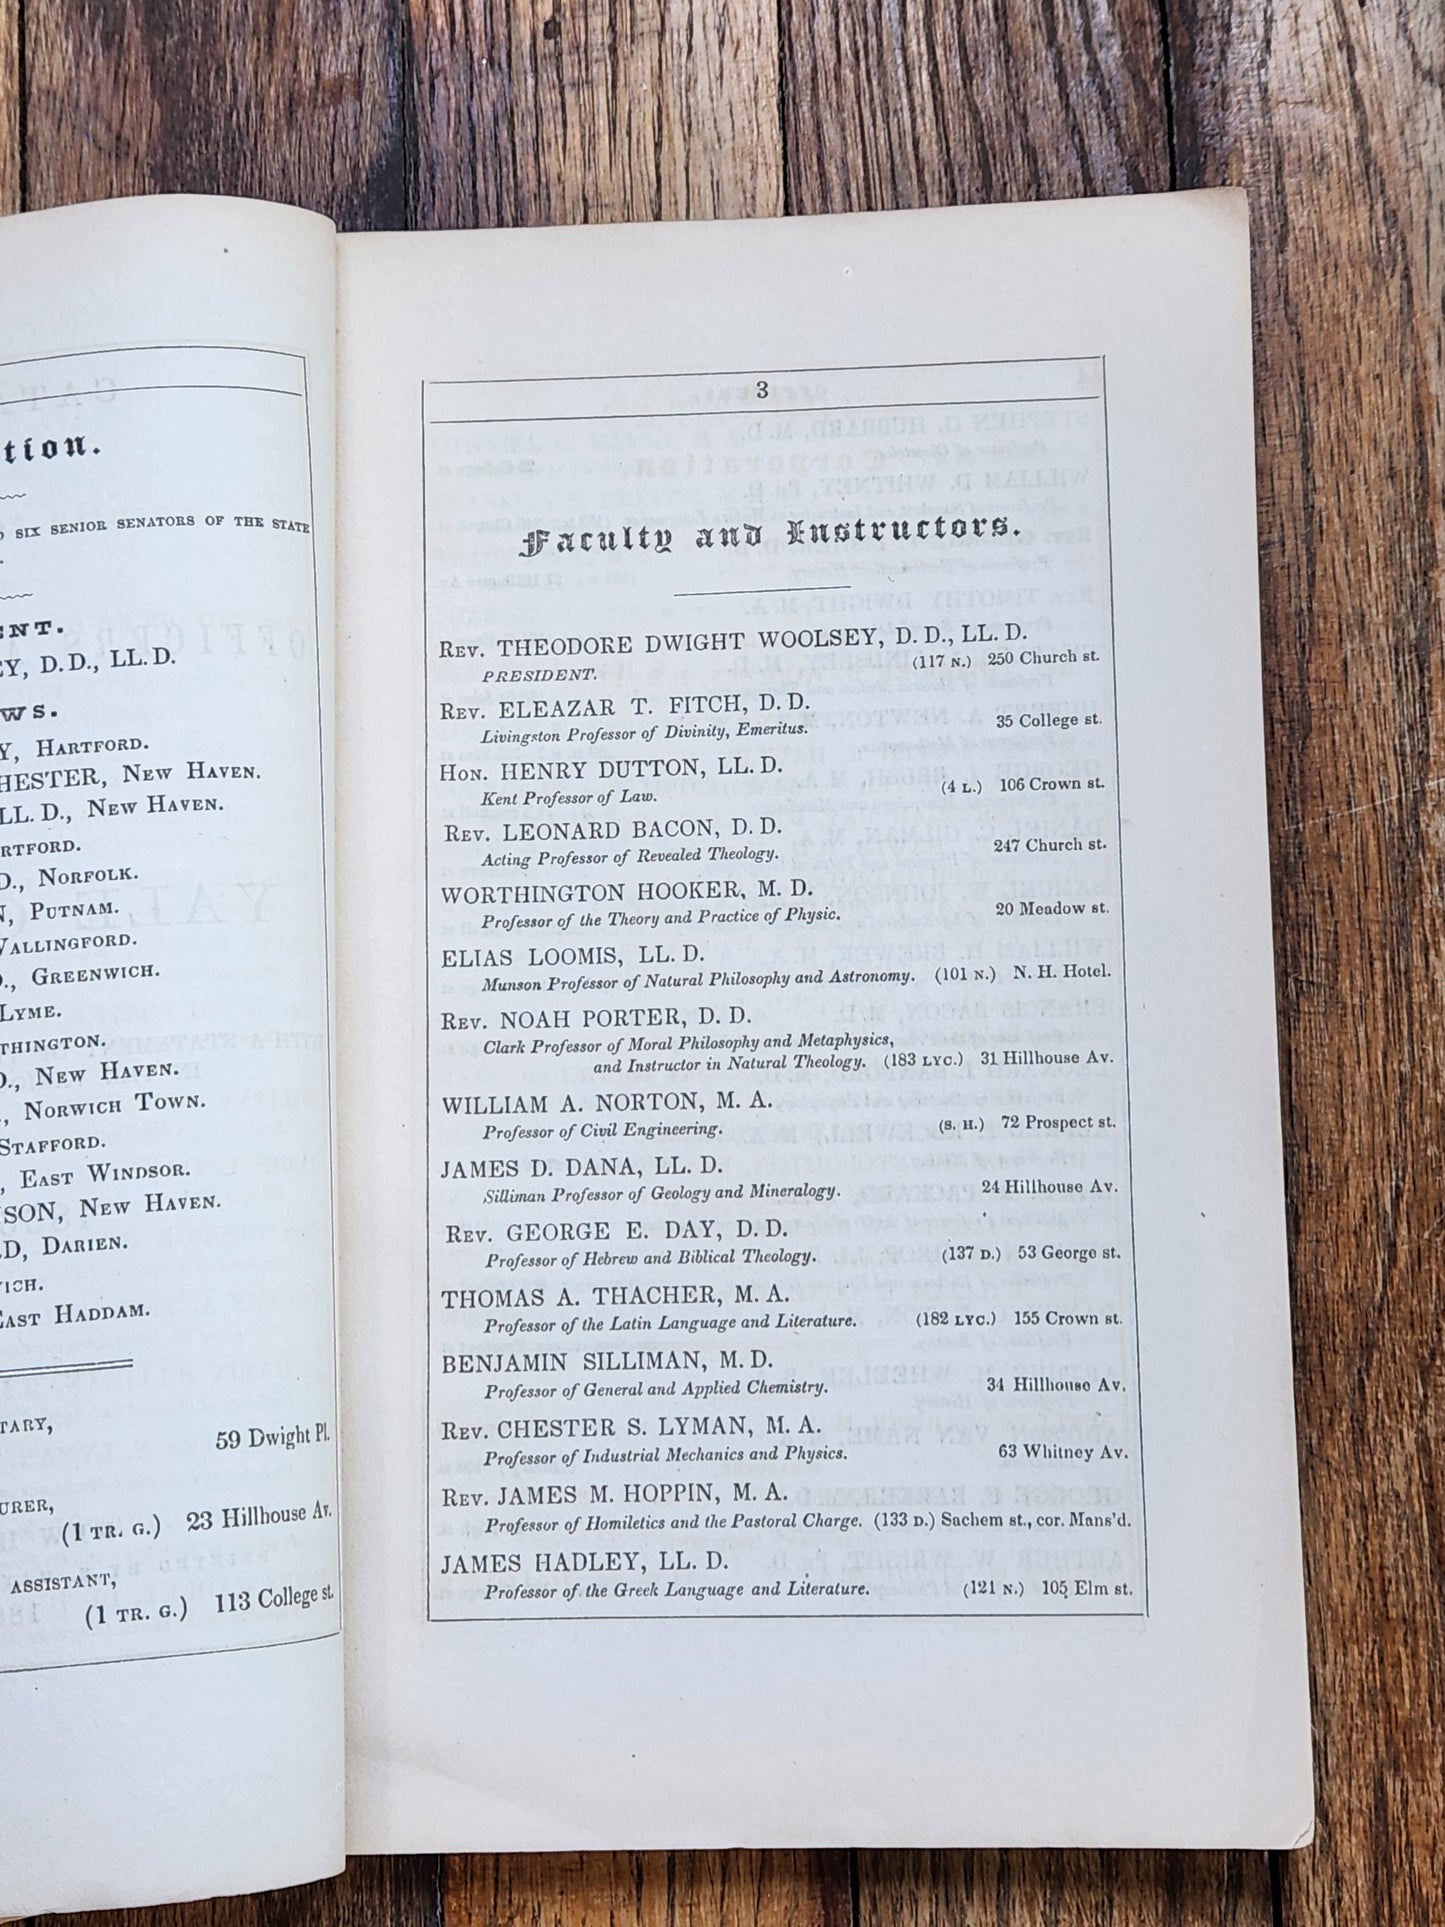 tion.
SIX SENIOR SENATORS OF THE STATE
ENT.
EY, D.D., LL.D.
WS.
Y, HARTFORD.
HESTER, NEW HAVEN.
LL. D., NEW HAVEN.
RTFORD.
D., NORFOLK.
N, PUTNAM.
WALLINGFORD.
D., GREENWICH.
LYME.
THINGTON.
D., NEW HAVEN.
, NORWICH TOWN.
STAFFORD.
, EAST WINDSOR.
SON, NEW HAVEN.
LD, DARIEN.
ICH.
EAST HADDAM.
TARY,
59 Dwight Pl.
URER,
(1 TR. G.) 23 Hillhouse Av.
ASSISTANT,
(1 TR. G.) 113 College st.
3
Faculty and Instructors.
REV. THEODORE DWIGHT WOOLSEY, D. D., LL. D.
PRESIDENT. (117 N.) 250 Church st.
REV. ELEAZAR T. FITCH, D. D.
Livingston Professor of Divinity, Emeritus. 35 College st.
HON. HENRY DUTTON, LL. D.
Kent Professor of Law. (4 L.) 106 Crown st.
REV. LEONARD BACON, D. D.
Acting Professor of Revealed Theology. 247 Church st.
WORTHINGTON HOOKER, M. D.
Professor of the Theory and Practice of Physic. 20 Meadow st.
ELIAS LOOMIS, LL. D.
Munson Professor of Natural Philosophy and Astronomy. (101 N.) N. H. Hotel.
REV. NOAH PORTER, D. D.
Clark Professor of Moral Philosophy and Metaphysics,
and Instructor in Natural Theology. (183 LYC.) 31 Hillhouse Av.
WILLIAM A. NORTON, M. A.
Professor of Civil Engineering. (S. H.) 72 Prospect st.
JAMES D. DANA, LL. D.
Silliman Professor of Geology and Mineralogy. 24 Hillhouse Av.
REV. GEORGE E. DAY, D. D.
Professor of Hebrew and Biblical Theology. (137 D.) 53 George st.
THOMAS A. THACHER, M. A.
Professor of the Latin Language and Literature. (182 LYC.) 155 Crown st.
BENJAMIN SILLIMAN, M. D.
Professor of General and Applied Chemistry. 34 Hillhouse Av.
REV. CHESTER S. LYMAN, M. A.
Professor of Industrial Mechanics and Physics. 63 Whitney Av.
REV. JAMES M. HOPPIN, M. A.
Professor of Homiletics and the Pastoral Charge. (133 D.) Sachem st., cor. Mans'd.
JAMES HADLEY, LL. D.
Professor of the Greek Language and Literature. (121 N.) 105 Elm st.